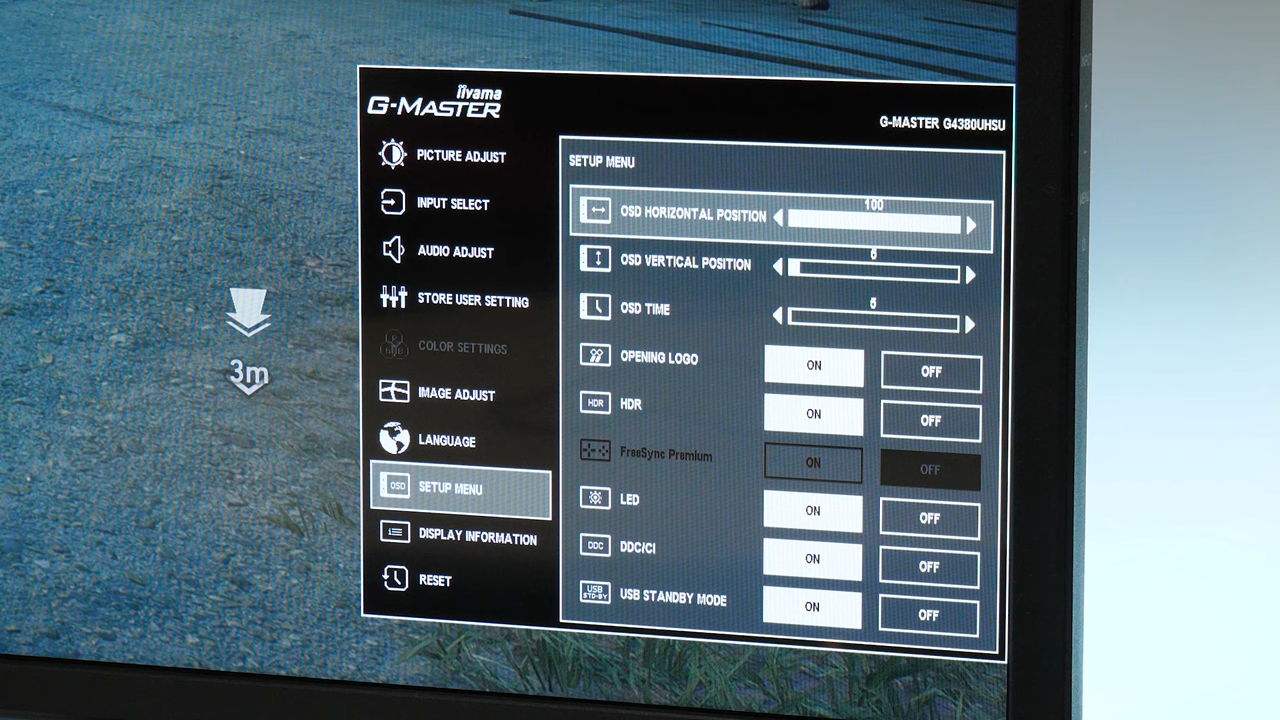 iiyama
G-MASTER
G-MASTER G4380UHSU
PICTURE ADJUST
INPUT SELECT
AUDIO ADJUST
STORE USER SETTING
COLOR SETTINGS
IMAGE ADJUST
LANGUAGE
OSD SETUP MENU
DISPLAY INFORMATION
RESET
SETUP MENU
OSD HORIZONTAL POSITION 100
OSD VERTICAL POSITION 6
OSD TIME 5
OPENING LOGO ON OFF
HDR HDR ON OFF
FreeSync Premium ON OFF
LED ON OFF
DDC DDC/CI ON OFF
USB STD-BY USB STANDBY MODE ON OFF
3m